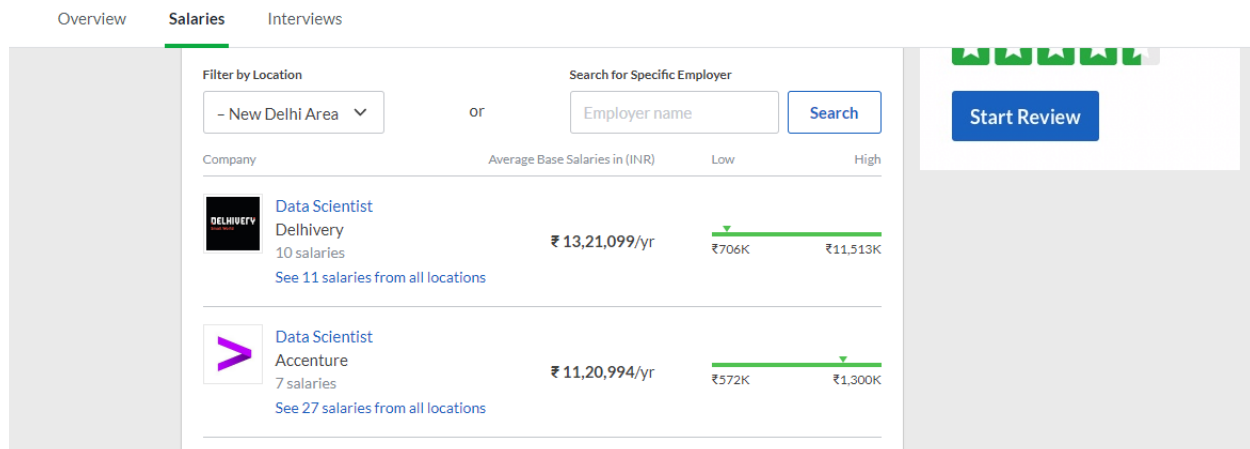 Overview Salaries Interviews
Filter by Location
– New Delhi Area
or
Search for Specific Employer
Employer name
Search
Start Review
Company Average Base Salaries in (INR) Low High
DELHIVERY
Data Scientist
Delhivery
10 salaries
See 11 salaries from all locations
₹ 13,21,099/yr
₹706K ₹11,513K
Data Scientist
Accenture
7 salaries
See 27 salaries from all locations
₹ 11,20,994/yr
₹572K ₹1,300K